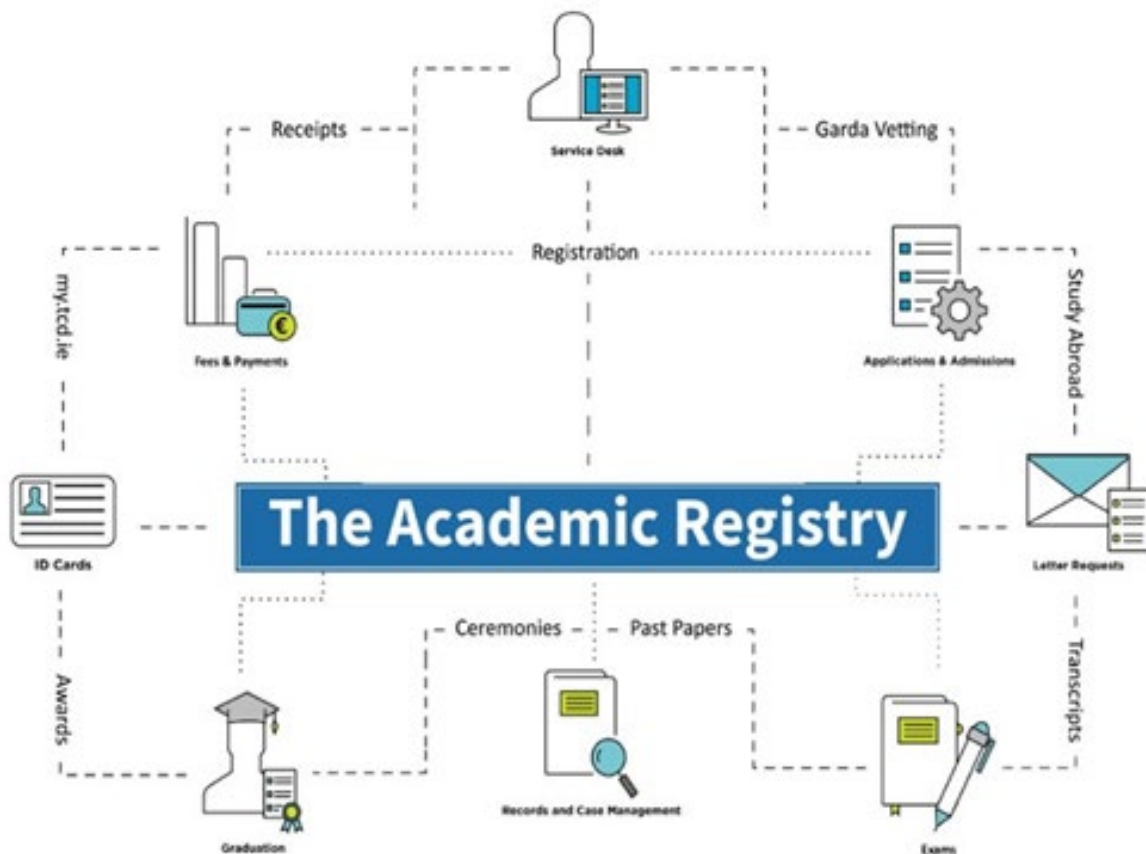 Receipts
Garda Vetting
Service Desk
Registration
my.tcd.ie
Study Abroad
€
Fees & Payments
Applications & Admissions
The Academic Registry
ID Cards
Letter Requests
Ceremonies
Past Papers
Awards
Transcripts
Records and Case Management
Graduation
Exams